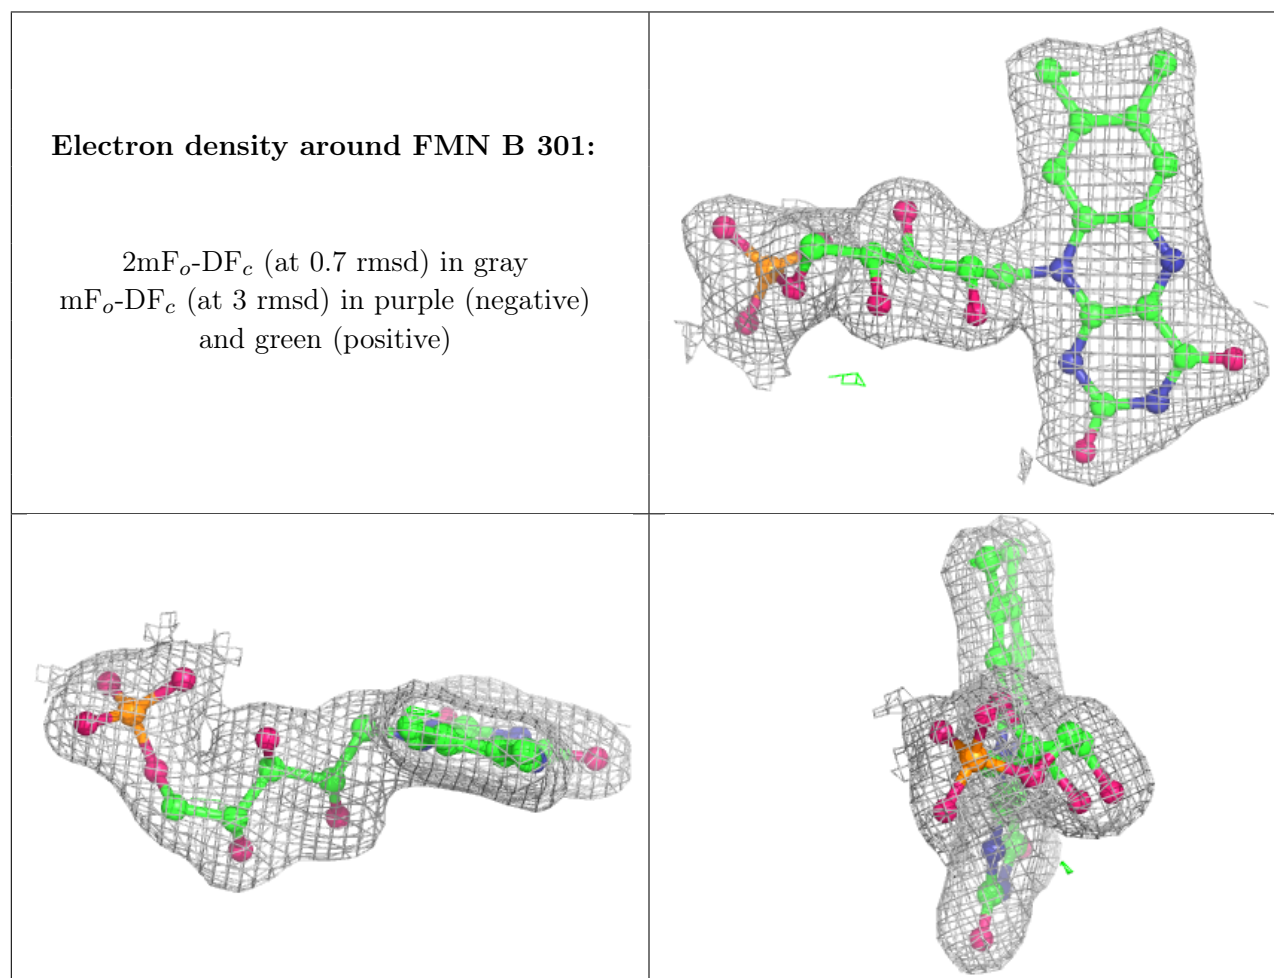 Electron density around FMN B 301:
2mFo-DFc (at 0.7 rmsd) in gray
mFo-DFc (at 3 rmsd) in purple (negative)
and green (positive)